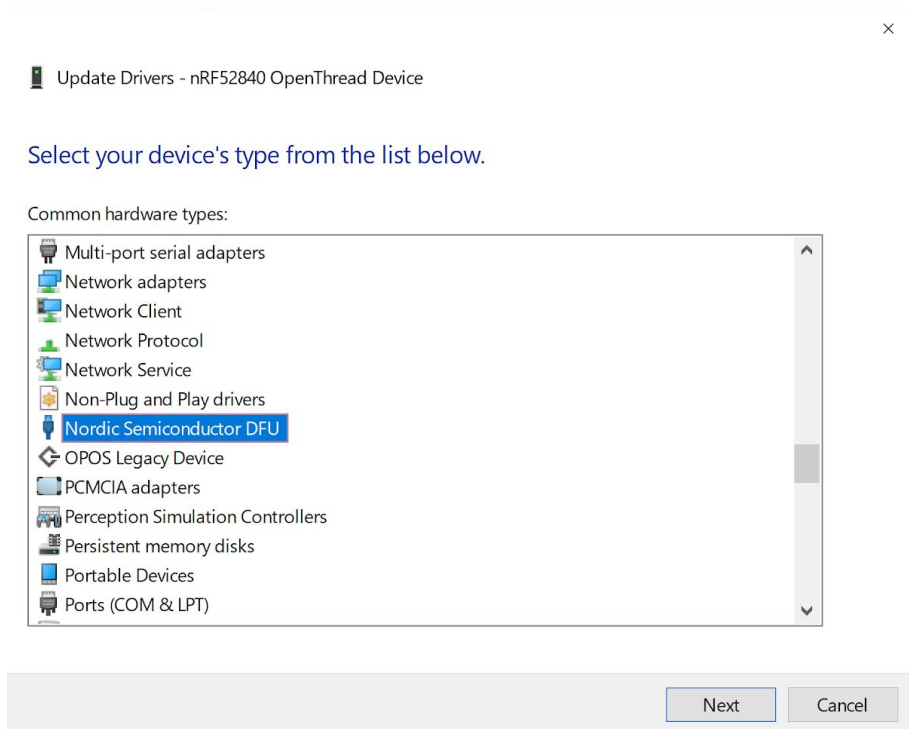 Update Drivers - nRF52840 OpenThread Device
Select your device's type from the list below.
Common hardware types:
Multi-port serial adapters
Network adapters
Network Client
Network Protocol
Network Service
Non-Plug and Play drivers
Nordic Semiconductor DFU
OPOS Legacy Device
PCMCIA adapters
Perception Simulation Controllers
Persistent memory disks
Portable Devices
Ports (COM & LPT)
Next Cancel